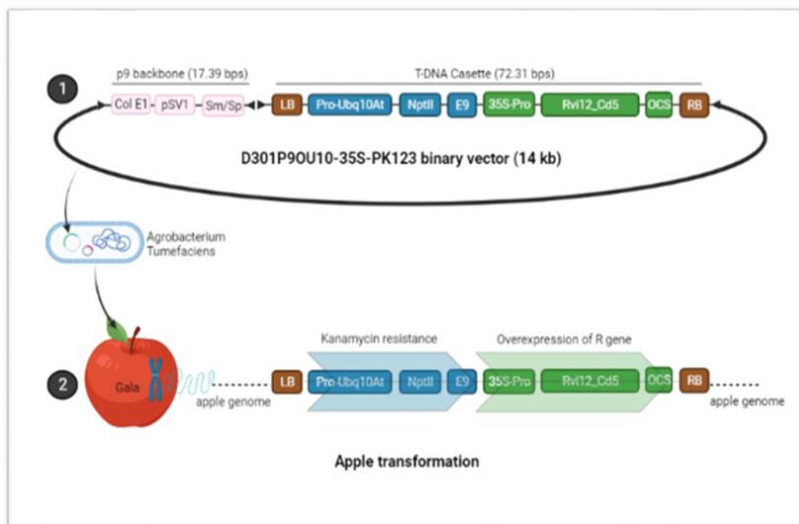 p9 backbone (17.39 bps)
T-DNA Casette (72.31 bps)
1
Col E1
pSV1
Sm/Sp
LB
Pro-Ubq10At
NptII
E9
35S-Pro
Rvi12_Cd5
OCS
RB
D301P9OU10-35S-PK123 binary vector (14 kb)
Agrobacterium
Tumefaciens
Kanamycin resistance
Overexpression of R gene
2
Gala
apple genome
LB
Pro-Ubq10At
NptII
E9
35S-Pro
Rvi12_Cd5
OCS
RB
apple genome
Apple transformation